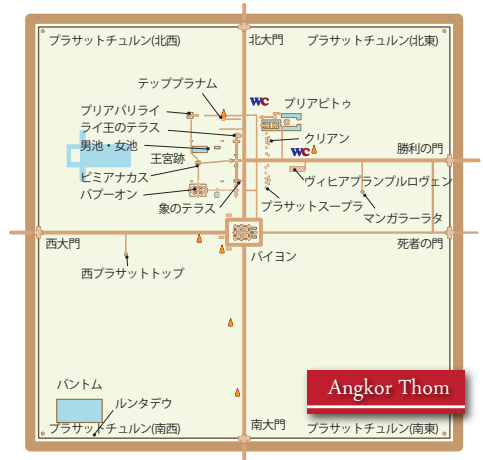 プラサットチュルン(北西)
北大門
プラサットチュルン(北東)
テッププラナム
WC
プリアピトゥ
プリアパリライ
ライ王のテラス
クリアン
男池・女池
WC
勝利の門
王宮跡
ピミアナカス
ヴィヒアプランプルロヴェン
バプーオン
象のテラス
プラサットスープラ
マンガラーラタ
西大門
死者の門
バイヨン
西プラサットトップ
Angkor Thom
バントム
ルンタデウ
プラサットチュルン(南西)
南大門
プラサットチュルン(南東)